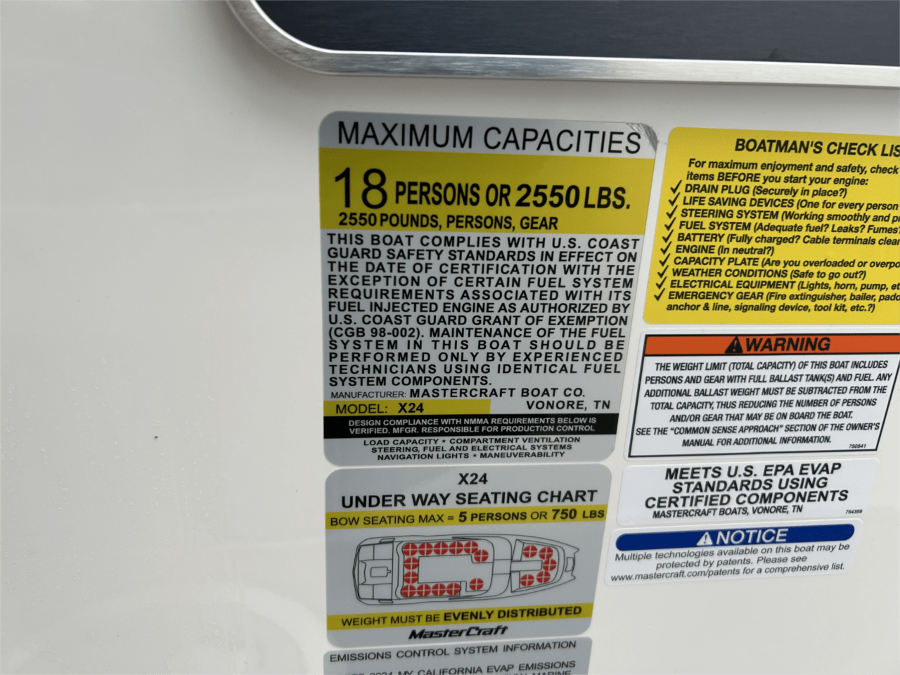 MAXIMUM CAPACITIES
18 PERSONS OR 2550 LBS.
2550 POUNDS, PERSONS, GEAR
THIS BOAT COMPLIES WITH U.S. COAST
GUARD SAFETY STANDARDS IN EFFECT ON
THE DATE OF CERTIFICATION WITH THE
EXCEPTION OF CERTAIN FUEL SYSTEM
REQUIREMENTS ASSOCIATED WITH ITS
FUEL INJECTED ENGINE AS AUTHORIZED BY
U.S. COAST GUARD GRANT OF EXEMPTION
(CGB 98-002). MAINTENANCE OF THE FUEL
SYSTEM IN THIS BOAT SHOULD BE
PERFORMED ONLY BY EXPERIENCED
TECHNICIANS USING IDENTICAL FUEL
SYSTEM COMPONENTS.
MANUFACTURER: MASTERCRAFT BOAT CO.
MODEL: X24 VONORE, TN
DESIGN COMPLIANCE WITH NMMA REQUIREMENTS BELOW IS
VERIFIED. MFGR. RESPONSIBLE FOR PRODUCTION CONTROL
LOAD CAPACITY • COMPARTMENT VENTILATION
STEERING, FUEL AND ELECTRICAL SYSTEMS
NAVIGATION LIGHTS • MANEUVERABILITY
X24
UNDER WAY SEATING CHART
BOW SEATING MAX = 5 PERSONS OR 750 LBS
WEIGHT MUST BE EVENLY DISTRIBUTED
MasterCraft
EMISSIONS CONTROL SYSTEM INFORMATION
2024 MY CALIFORNIA EVAP EMISSIONS
BOATMAN'S CHECK LIS
For maximum enjoyment and safety, check
items BEFORE you start your engine:
✓ DRAIN PLUG (Securely in place?)
✓ LIFE SAVING DEVICES (One for every person
✓ STEERING SYSTEM (Working smoothly and p
✓ FUEL SYSTEM (Adequate fuel? Leaks? Fumes?
✓ BATTERY (Fully charged? Cable terminals clea
✓ ENGINE (In neutral?)
✓ CAPACITY PLATE (Are you overloaded or overpo
✓ WEATHER CONDITIONS (Safe to go out?)
✓ ELECTRICAL EQUIPMENT (Lights, horn, pump, et
✓ EMERGENCY GEAR (Fire extinguisher, bailer, pad
anchor & line, signaling device, tool kit, etc.?)
WARNING
THE WEIGHT LIMIT (TOTAL CAPACITY) OF THIS BOAT INCLUDES
PERSONS AND GEAR WITH FULL BALLAST TANK(S) AND FUEL. ANY
ADDITIONAL BALLAST WEIGHT MUST BE SUBTRACTED FROM THE
TOTAL CAPACITY, THUS REDUCING THE NUMBER OF PERSONS
AND/OR GEAR THAT MAY BE ON BOARD THE BOAT.
SEE THE "COMMON SENSE APPROACH" SECTION OF THE OWNER'S
MANUAL FOR ADDITIONAL INFORMATION.
750941
MEETS U.S. EPA EVAP
STANDARDS USING
CERTIFIED COMPONENTS
MASTERCRAFT BOATS, VONORE, TN
NOTICE
Multiple technologies available on this boat may be
protected by patents. Please see
www.mastercraft.com/patents for a comprehensive list.